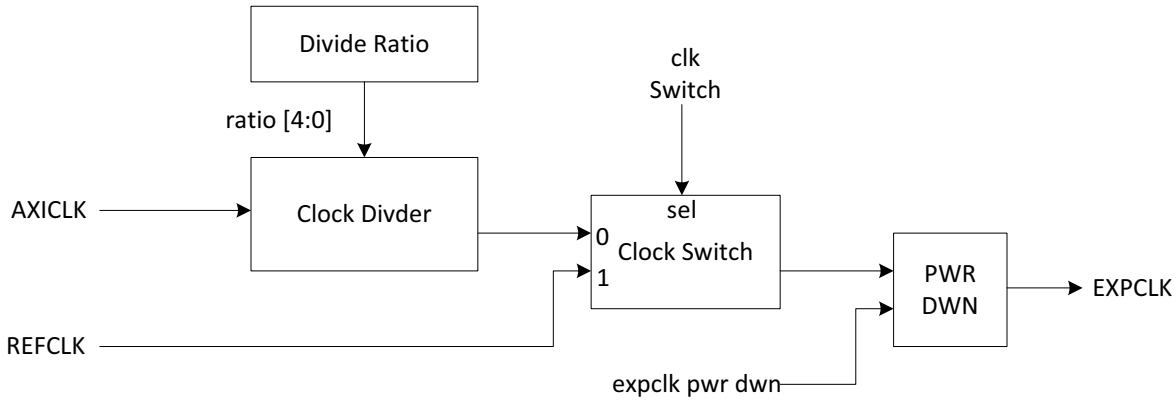 Divide Ratio
clk
Switch
ratio [4:0]
AXICLK
Clock Divder
sel
0
Clock Switch
1
PWR
DWN
EXPCLK
REFCLK
expclk pwr dwn